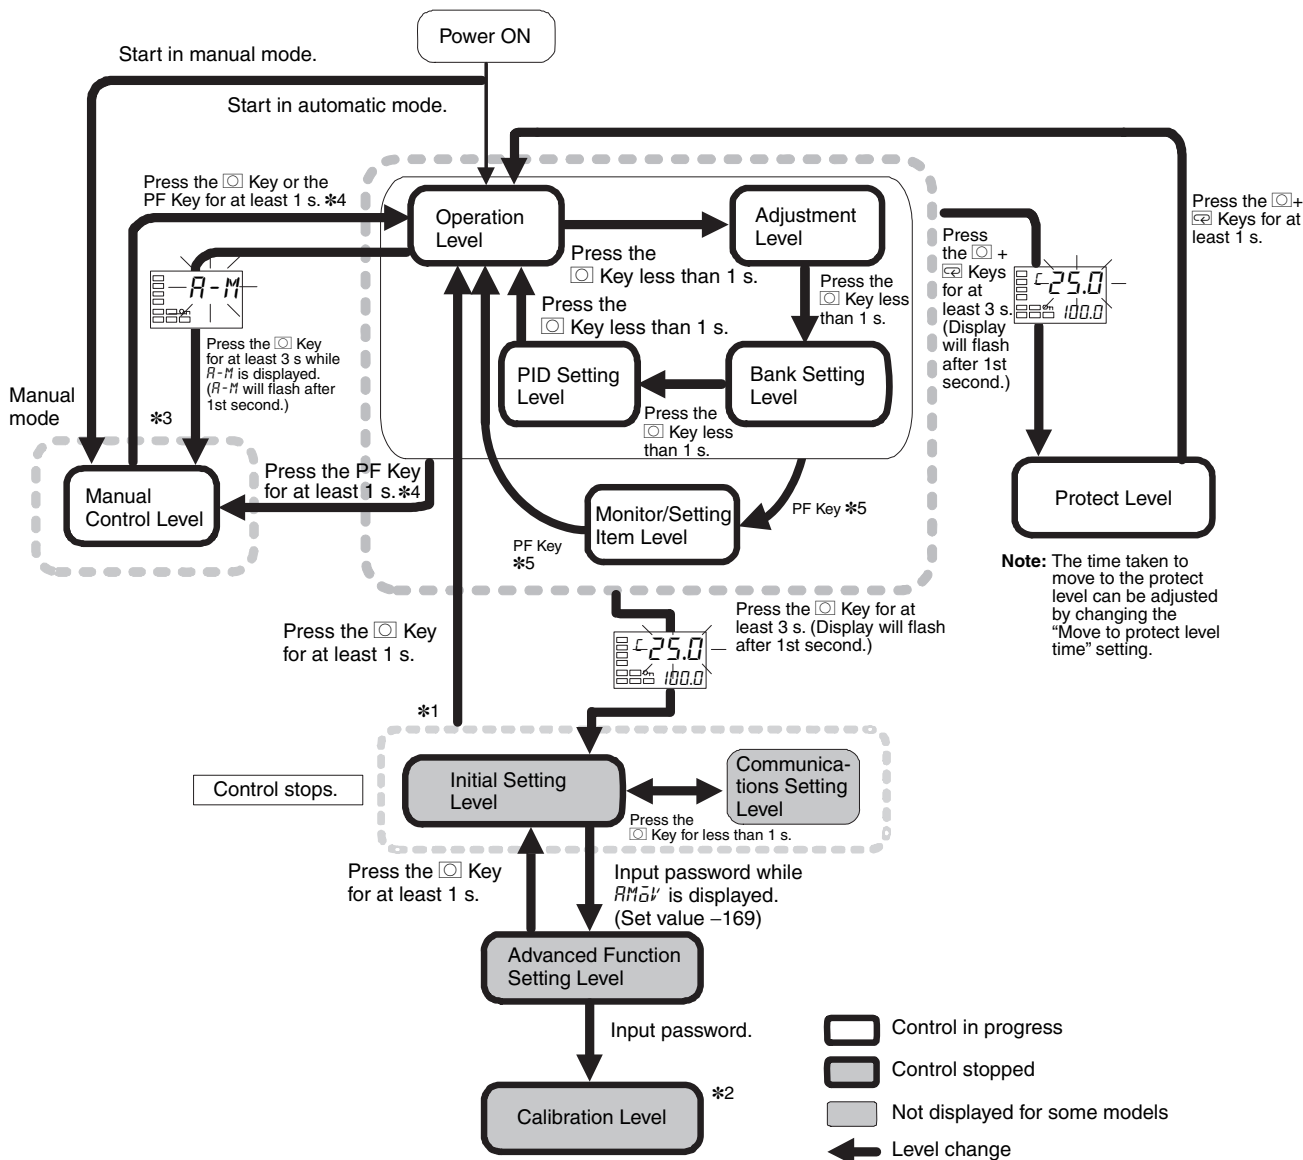 Power ON
Start in manual mode.
Start in automatic mode.
Press the Key or the
PF Key for at least 1 s. ✻4
Operation
Level
Adjustment
Level
Press the
Key less than 1 s.
Press the
Key less
than 1 s.
Press the
Key less than 1 s.
PID Setting
Level
Bank Setting
Level
Press the
Key less
than 1 s.
A-M
Press the Key
for at least 3 s while
A-M is displayed.
(A-M will flash after
1st second.)
Manual
mode
✻3
Manual
Control Level
Press the PF Key
for at least 1 s.✻4
Monitor/Setting
Item Level
PF Key ✻5
PF Key
✻5
Press
the +
Keys
for at
least 3 s.
(Display
will flash
after 1st
second.)
C 25.0
100.0
Press the +
Keys for at
least 1 s.
Protect Level
Note: The time taken to
move to the protect
level can be adjusted
by changing the
“Move to protect level
time” setting.
Press the Key for at
least 3 s. (Display will flash
after 1st second.)
C 25.0
100.0
Press the Key
for at least 1 s.
✻1
Control stops.
Initial Setting
Level
Communica-
tions Setting
Level
Press the
Key for less than 1 s.
Press the Key
for at least 1 s.
Input password while
AMoV is displayed.
(Set value −169)
Advanced Function
Setting Level
Input password.
Calibration Level
✻2
Control in progress
Control stopped
Not displayed for some models
Level change